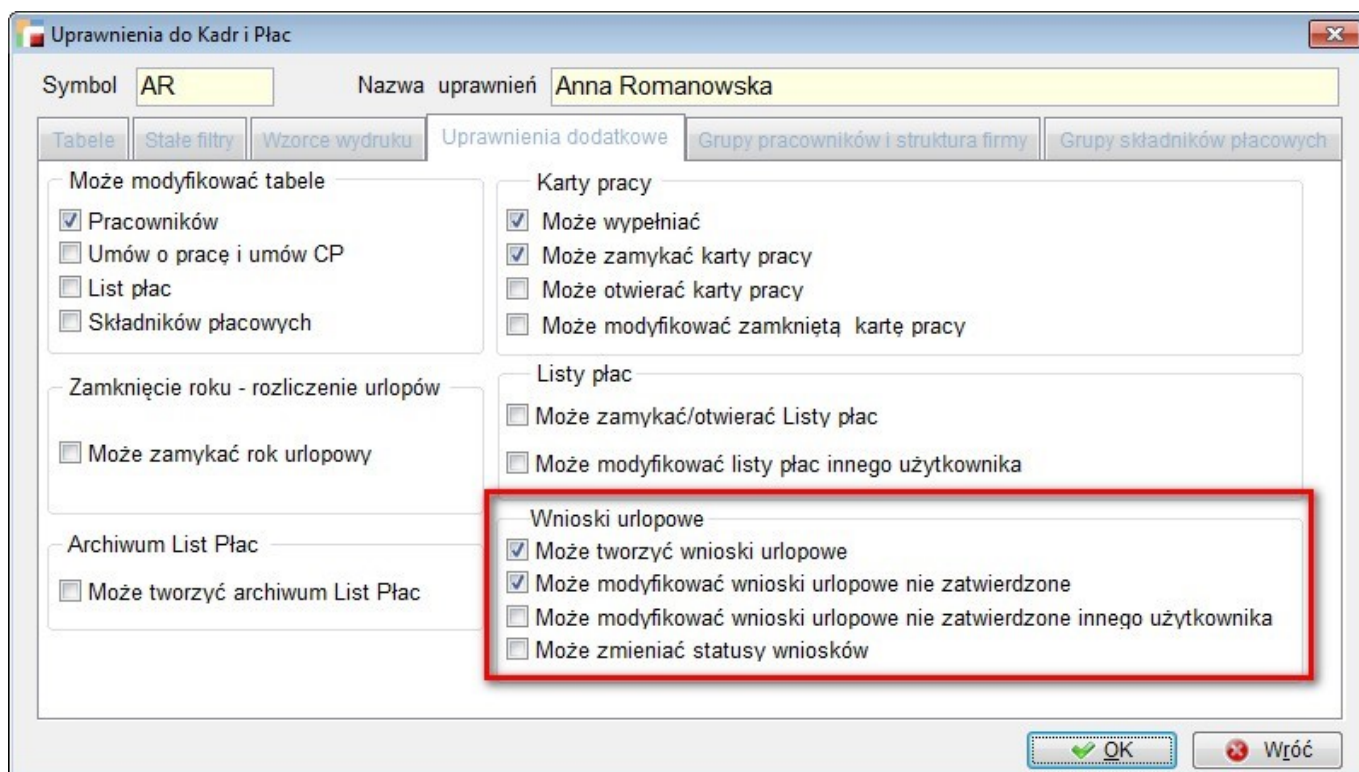 Uprawnienia do Kadr i Płac
Symbol AR Nazwa uprawnień Anna Romanowska
Tabele Stałe filtry Wzorce wydruku Uprawnienia dodatkowe Grupy pracowników i struktura firmy Grupy składników płacowych
Może modyfikować tabele
Pracowników
Umów o pracę i umów CP
List płac
Składników płacowych
Zamknięcie roku - rozliczenie urlopów
Może zamykać rok urlopowy
Archiwum List Płac
Może tworzyć archiwum List Płac
Karty pracy
Może wypełniać
Może zamykać karty pracy
Może otwierać karty pracy
Może modyfikować zamkniętą kartę pracy
Listy płac
Może zamykać/otwierać Listy płac
Może modyfikować listy płac innego użytkownika
Wnioski urlopowe
Może tworzyć wnioski urlopowe
Może modyfikować wnioski urlopowe nie zatwierdzone
Może modyfikować wnioski urlopowe nie zatwierdzone innego użytkownika
Może zmieniać statusy wniosków
OK Wróć